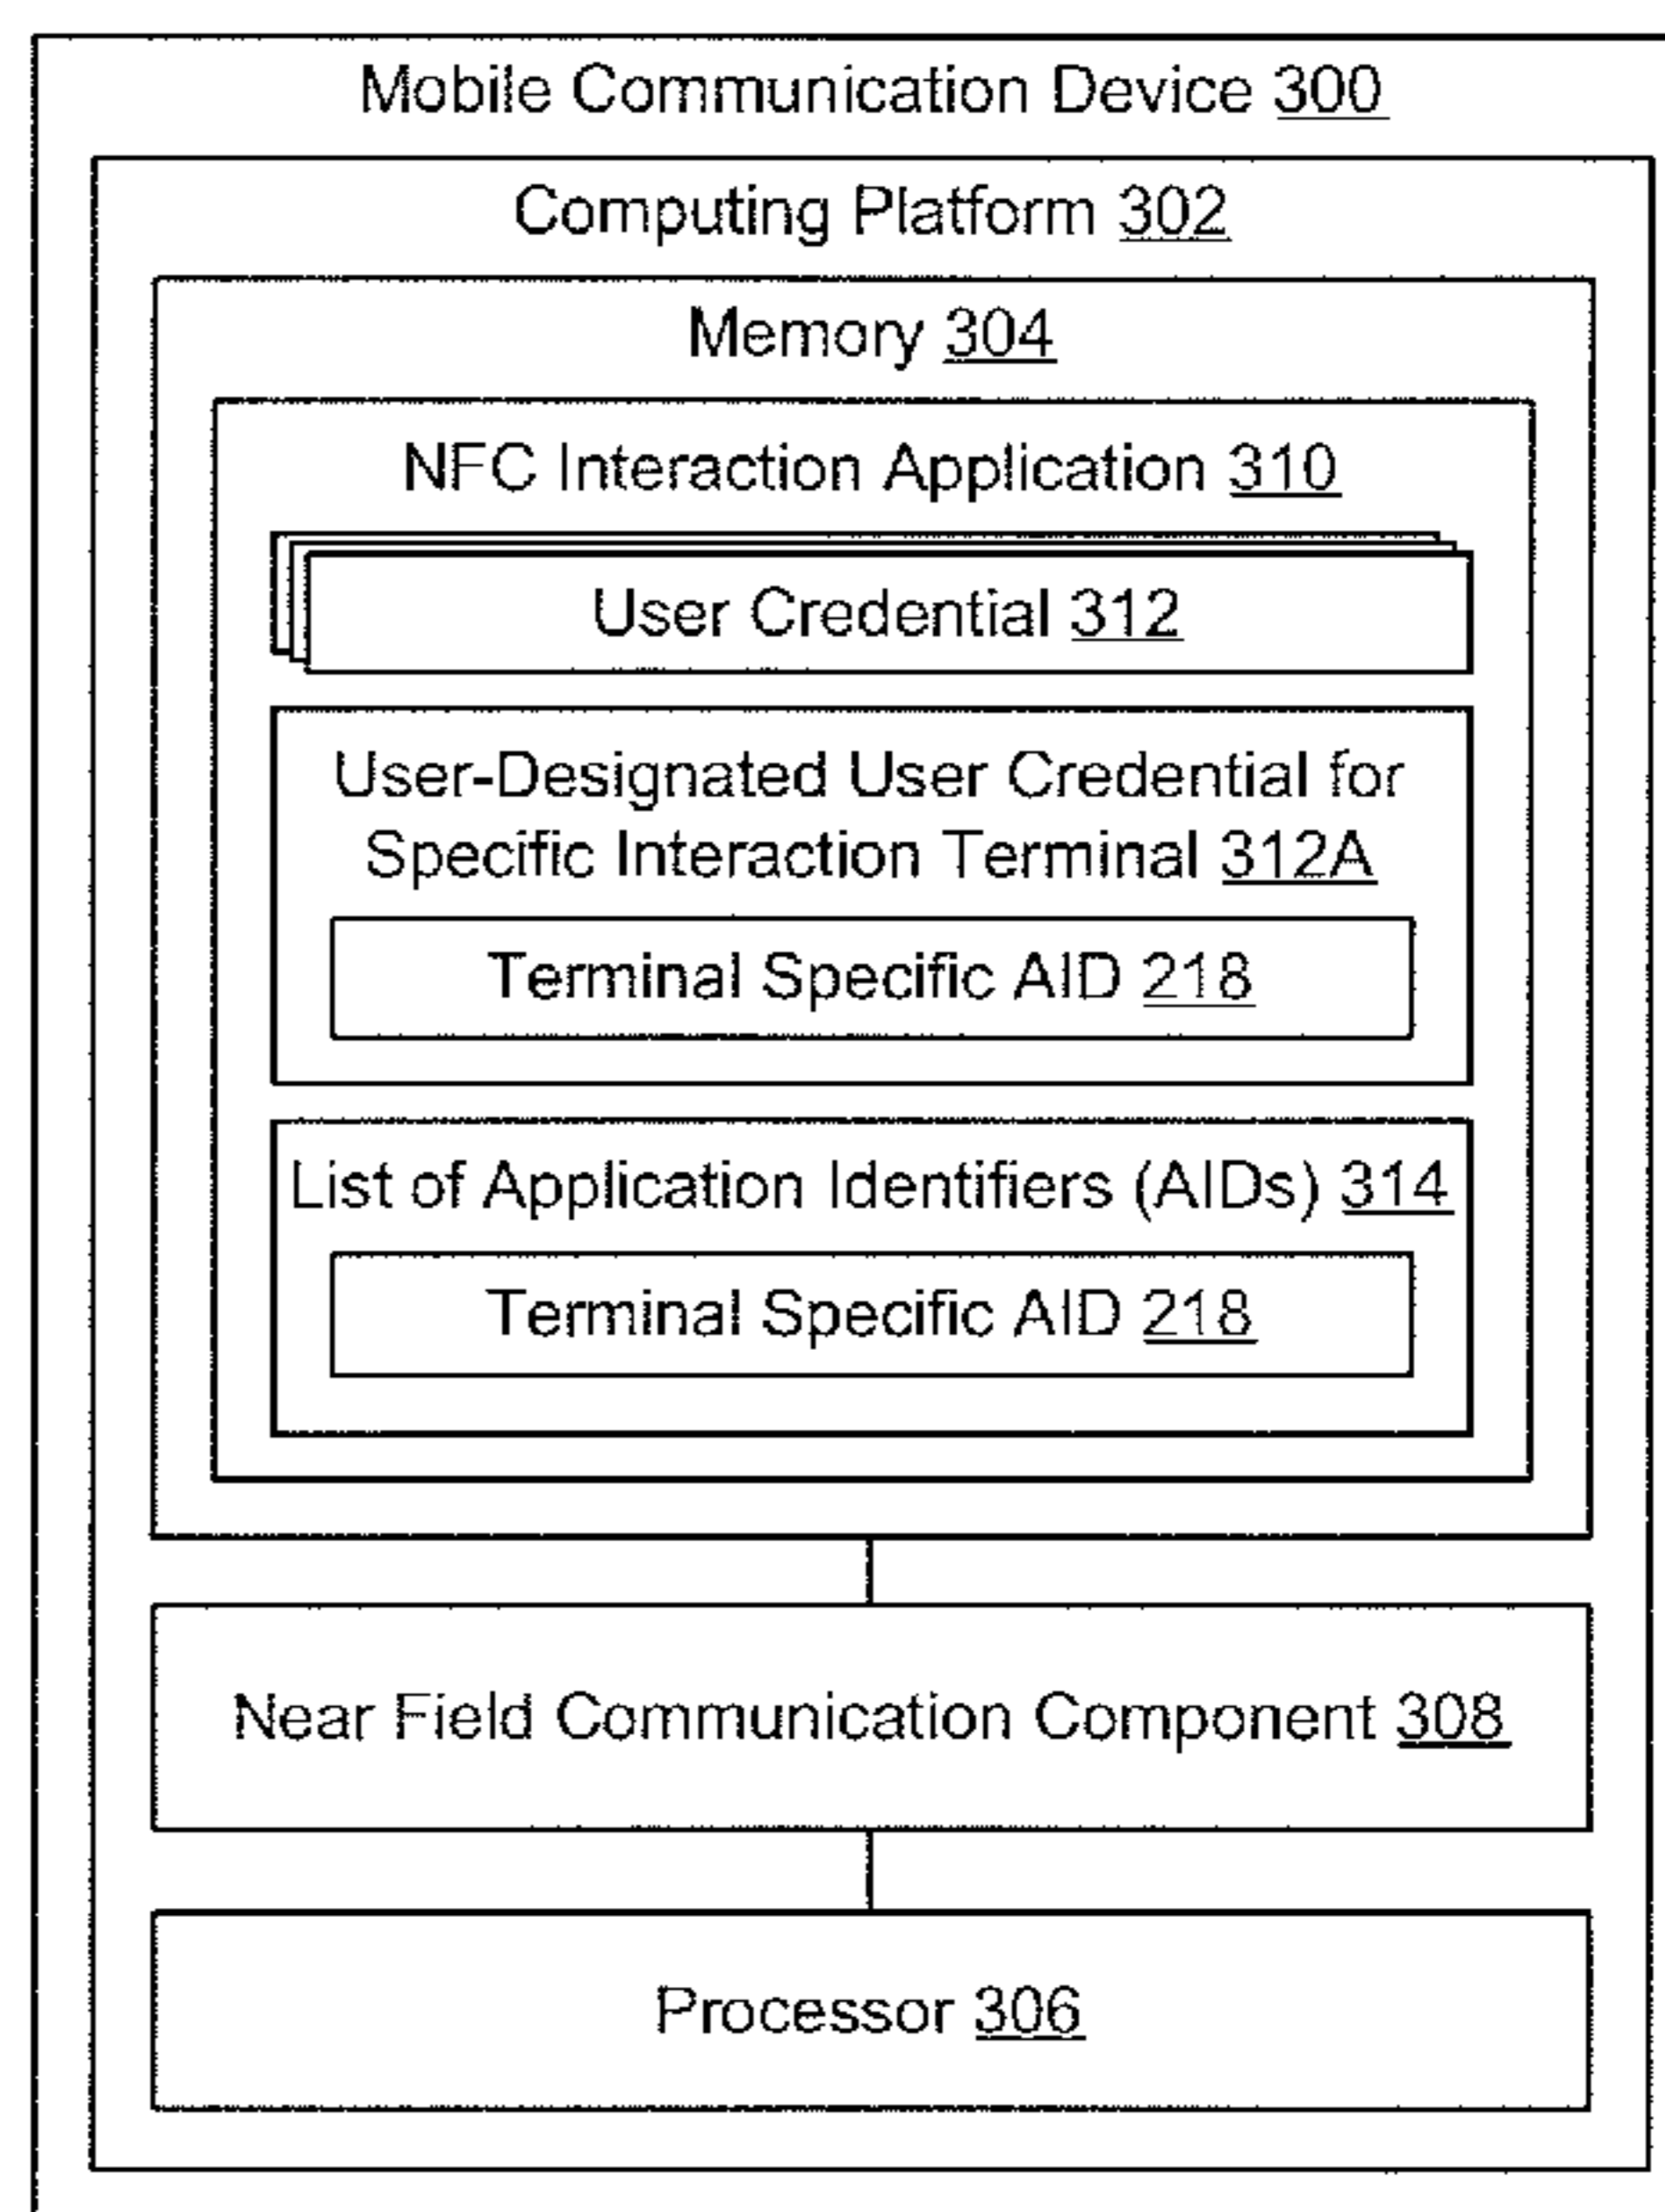 Mobile Communication Device 300
Computing Platform 302
Memory 304
NFC Interaction Application 310
User Credential 312
User-Designated User Credential for
Specific Interaction Terminal 312A
Terminal Specific AID 218
List of Application Identifiers (AIDs) 314
Terminal Specific AID 218
Near Field Communication Component 308
Processor 306